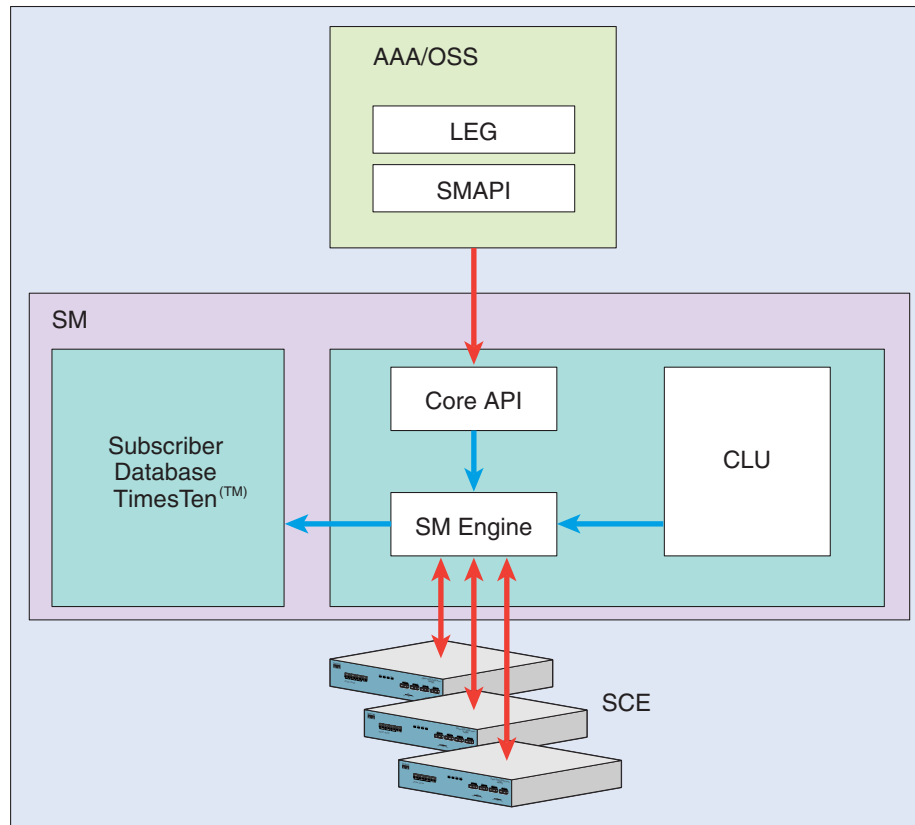 AAA/OSS
LEG
SMAPI
SM
Subscriber
Database
TimesTen(TM)
Core API
SM Engine
CLU
SCE